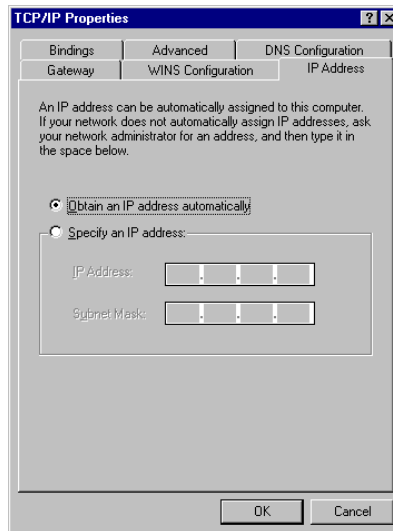 TCP/IP Properties
Bindings Advanced DNS Configuration
Gateway WINS Configuration IP Address
An IP address can be automatically assigned to this computer.
If your network does not automatically assign IP addresses, ask
your network administrator for an address, and then type it in
the space below.
Obtain an IP address automatically
Specify an IP address:
IP Address:
Subnet Mask:
OK Cancel